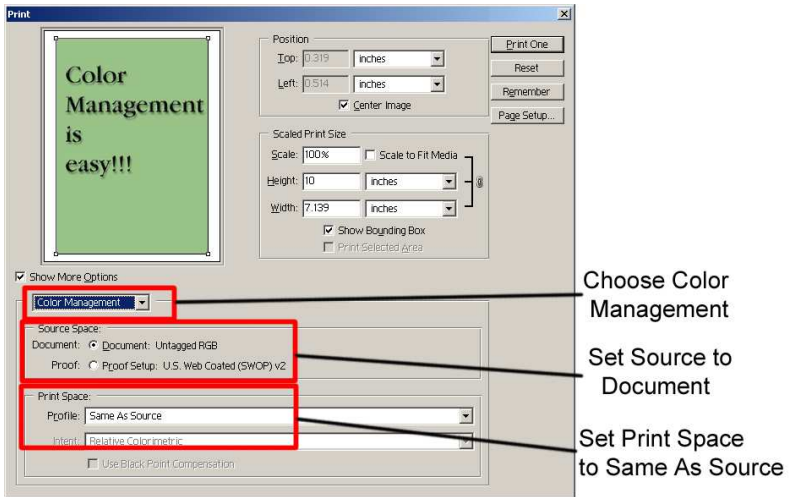 Print
Color
Management
is
easy!!!
Position
Top: 0.319 inches
Left: 0.514 inches
Center Image
Print One
Reset
Remember
Page Setup...
Scaled Print Size
Scale: 100% Scale to Fit Media
Height: 10 inches
Width: 7.139 inches
Show Bounding Box
Print Selected Area
Show More Options
Color Management
Source Space:
Document: Document: Untagged RGB
Proof: Proof Setup: U.S. Web Coated (SWOP) v2
Print Space:
Profile: Same As Source
Intent: Relative Colorimetric
Use Black Point Compensation
Choose Color
Management
Set Source to
Document
Set Print Space
to Same As Source